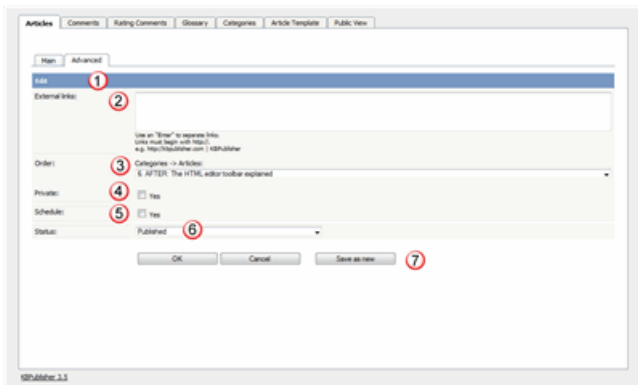 Articles Comments Rating Comments Glossary Categories Article Template Public View
Main Advanced
Edit 1
External links: 2
Use an "Enter" to separate links.
Links must begin with http://.
e.g. http://kbpublisher.com | KBPublisher
Order: 3 Categories -> Articles:
6. AFTER: The HTML editor toolbar explained
Private: 4 Yes
Schedule: 5 Yes
Status: Published 6
OK Cancel Save as new 7
KBPublisher 3.5